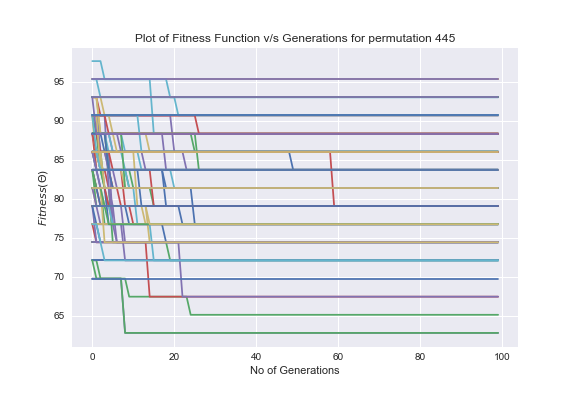 Plot of Fitness Function v/s Generations for permutation 445
Fitness(Θ)
95
90
85
80
75
70
65
0 20 40 60 80 100
No of Generations